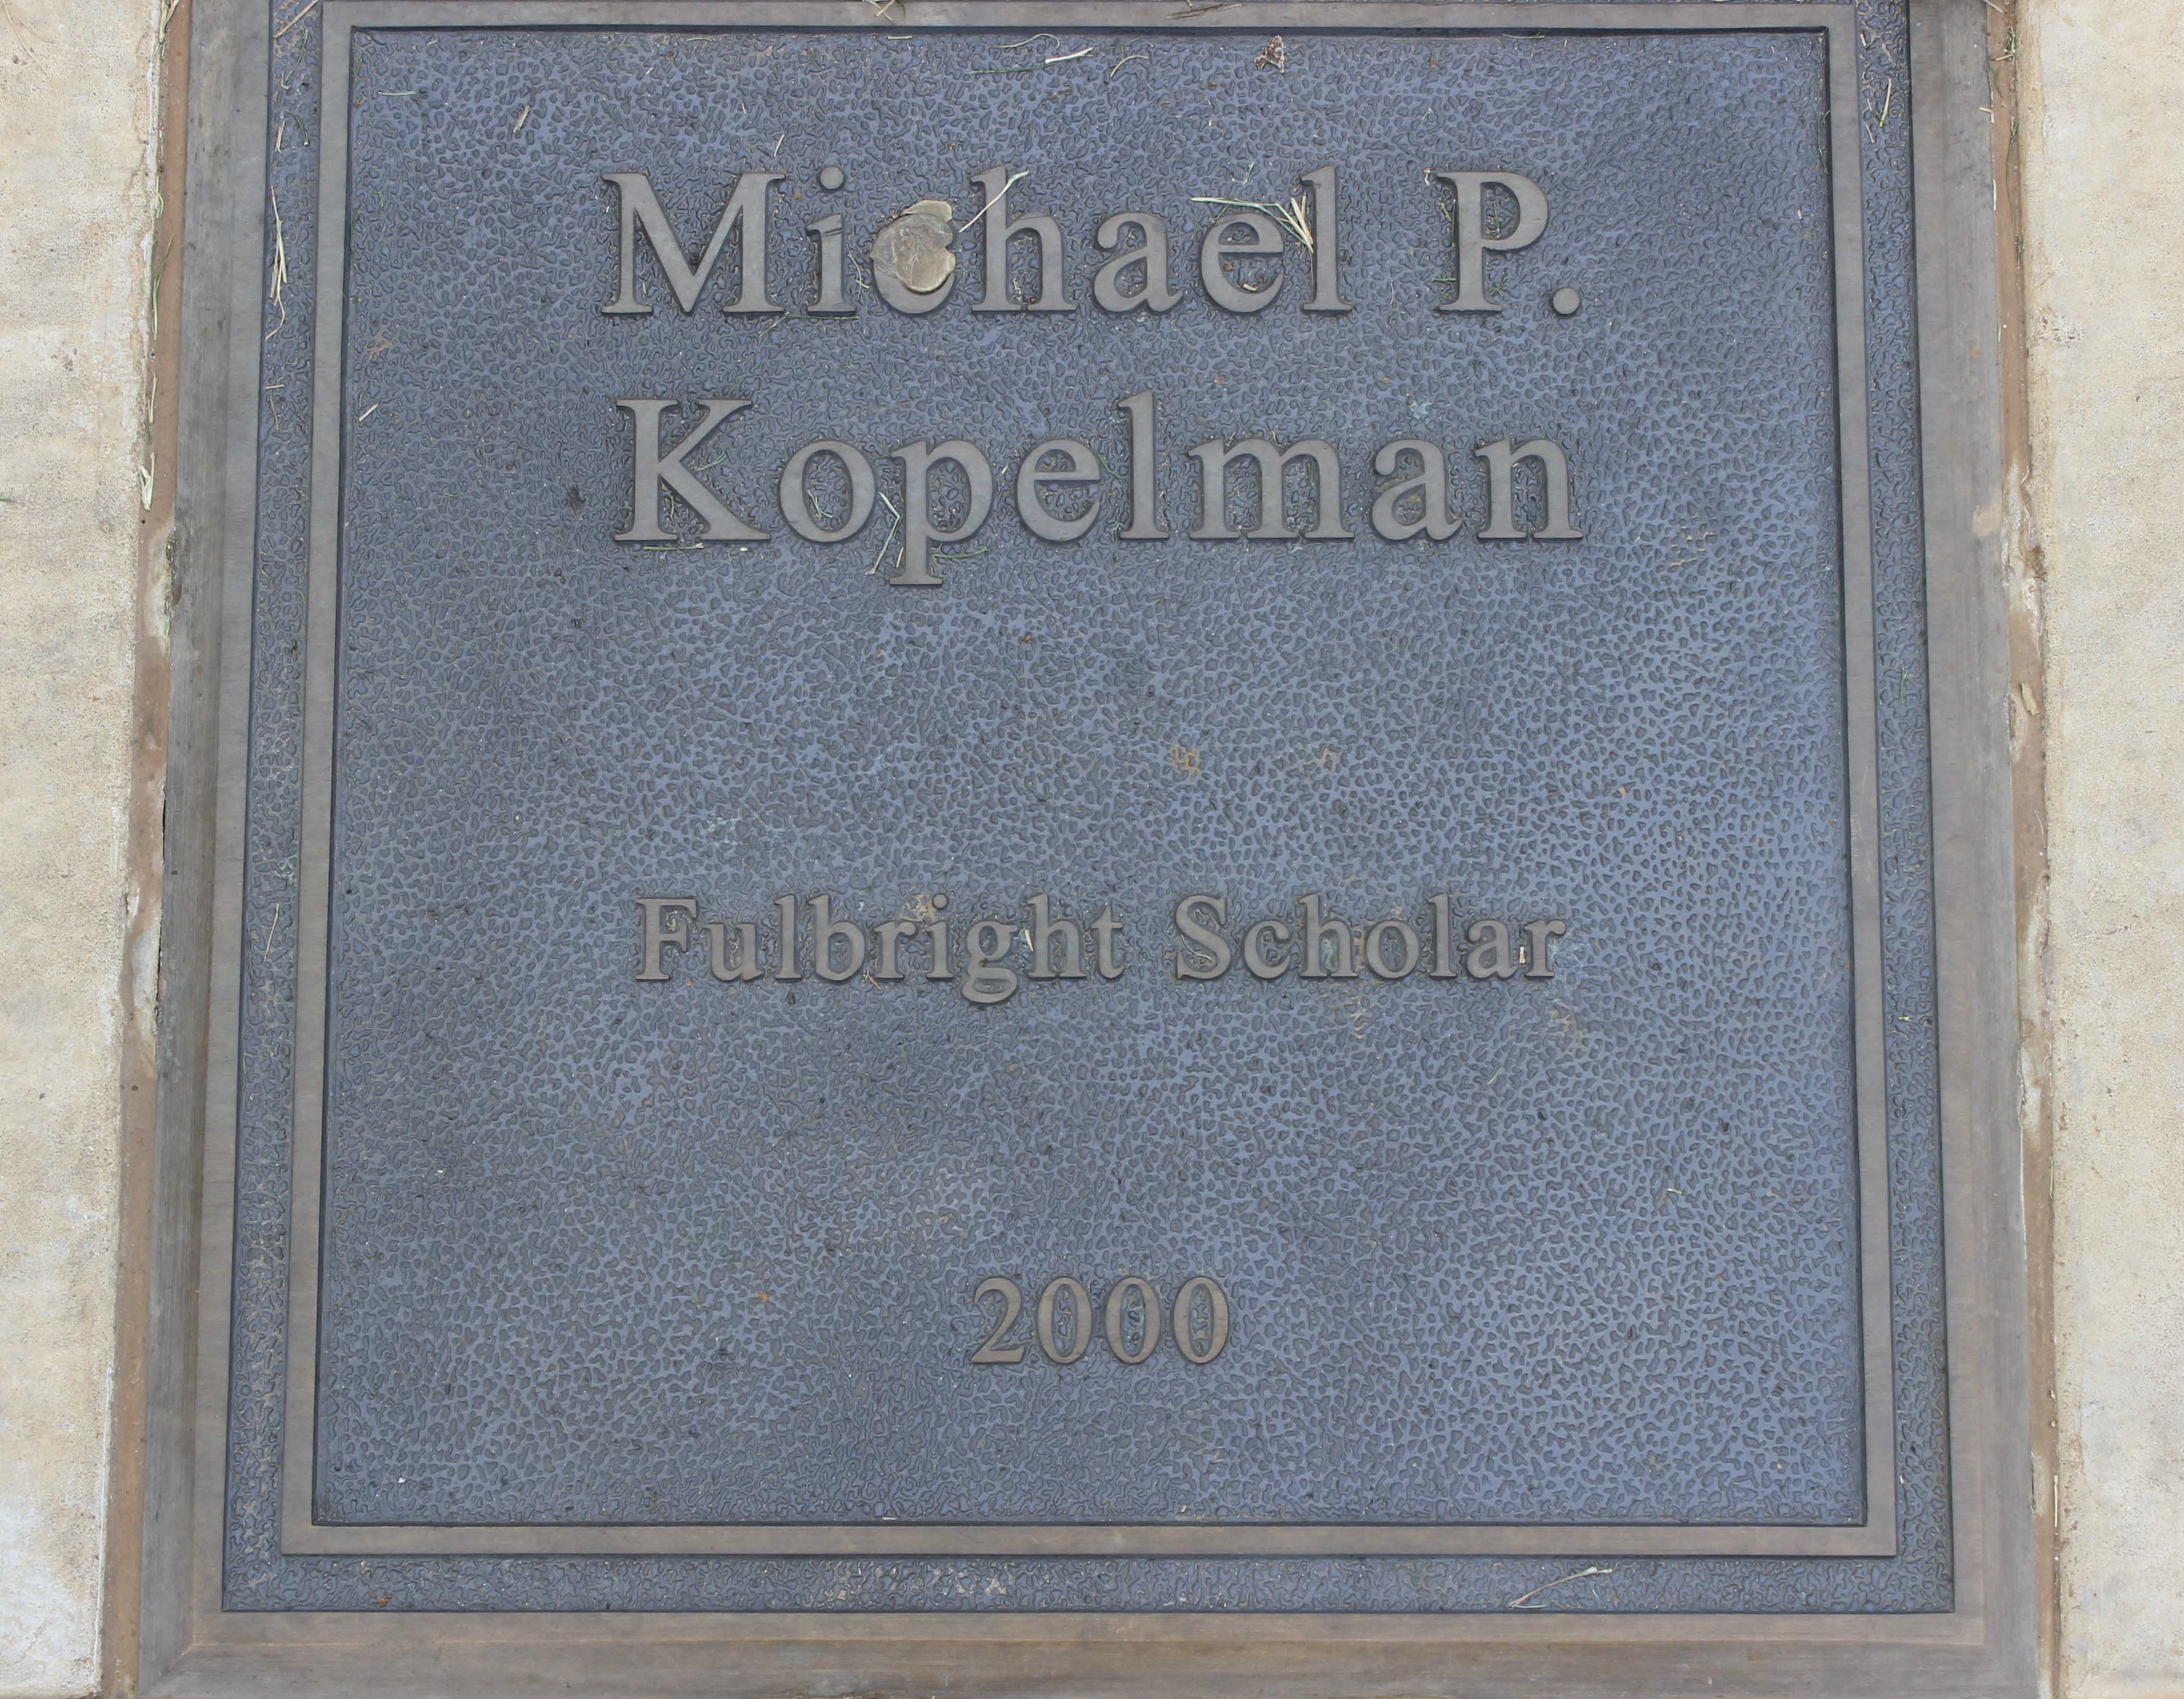 Michael P.
Kopelman
Fulbright Scholar
2000